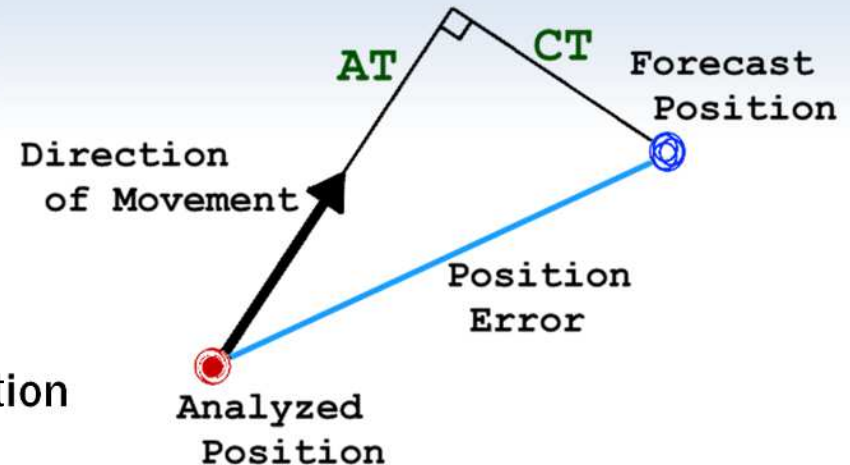 AT
CT
Forecast
Position
Direction
of Movement
Position
Error
tion
Analyzed
Position